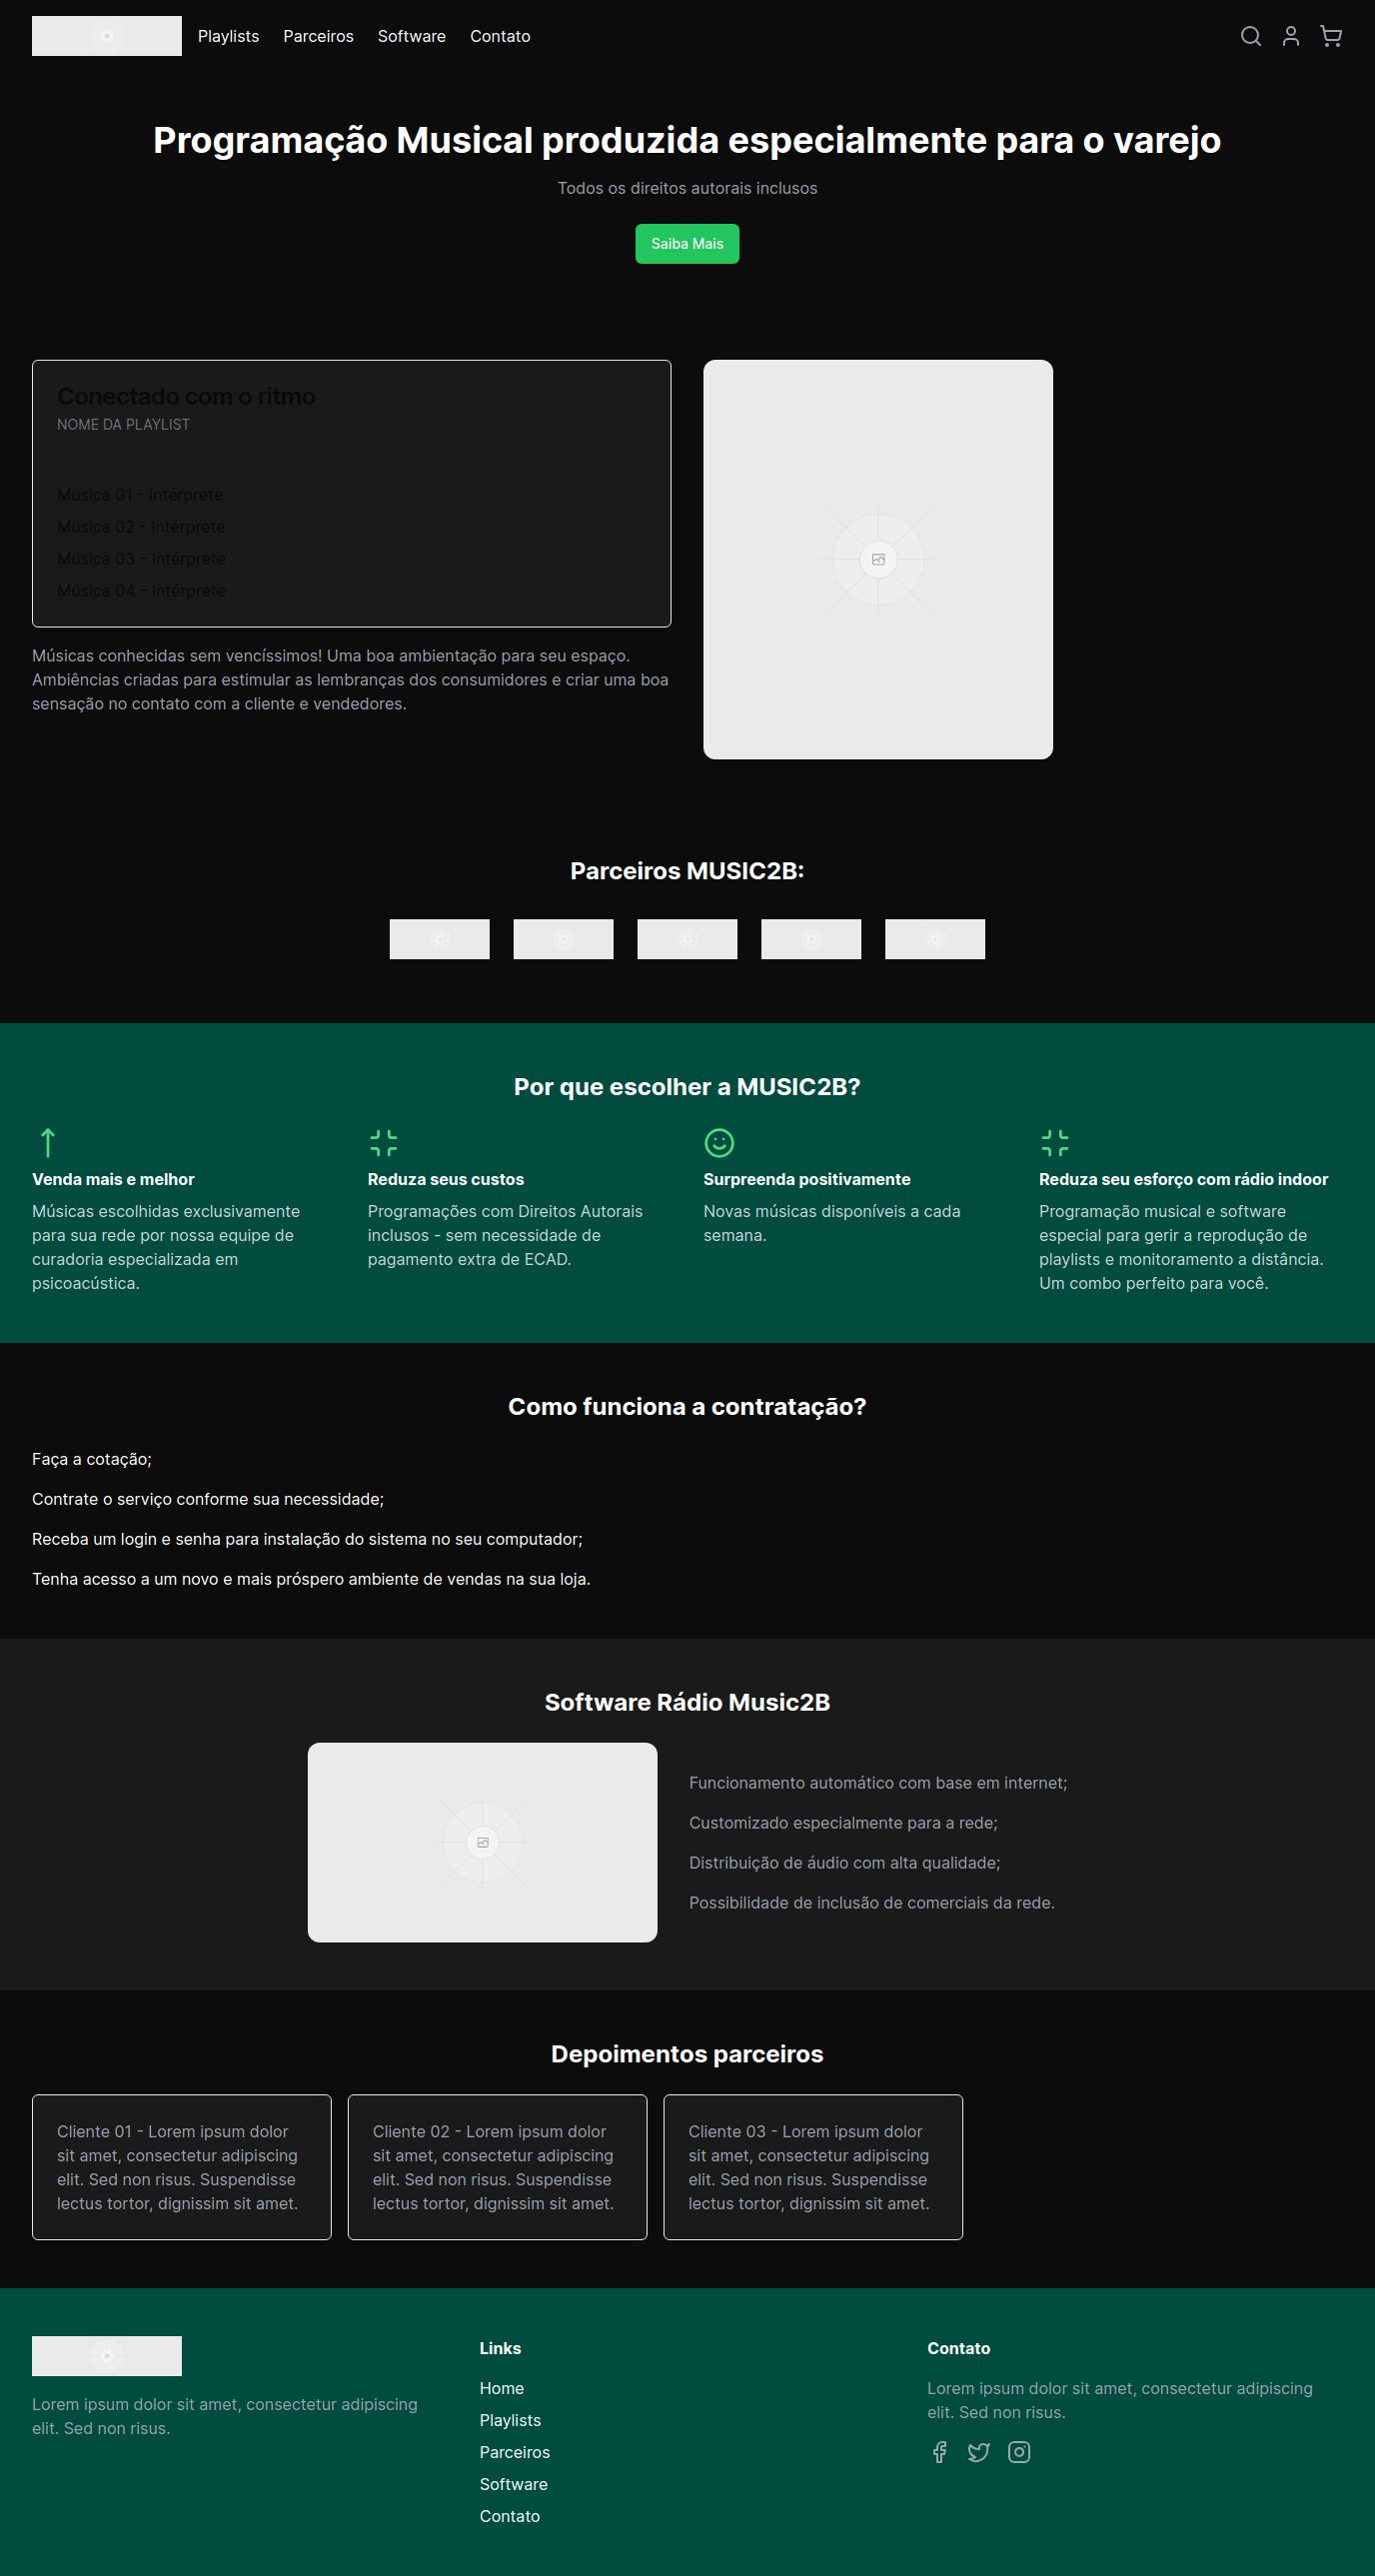 Playlists Parceiros Software Contato
Programação Musical produzida especialmente para o varejo
Todos os direitos autorais inclusos
Saiba Mais
Conectado com o ritmo
NOME DA PLAYLIST
Música 01 - Intérprete
Música 02 - Intérprete
Música 03 - Intérprete
Música 04 - Intérprete
Músicas conhecidas sem vencíssimos! Uma boa ambientação para seu espaço.
Ambiências criadas para estimular as lembranças dos consumidores e criar uma boa
sensação no contato com a cliente e vendedores.
Parceiros MUSIC2B:
Por que escolher a MUSIC2B?
Venda mais e melhor
Músicas escolhidas exclusivamente
para sua rede por nossa equipe de
curadoria especializada em
psicoacústica.
Reduza seus custos
Programações com Direitos Autorais
inclusos - sem necessidade de
pagamento extra de ECAD.
Surpreenda positivamente
Novas músicas disponíveis a cada
semana.
Reduza seu esforço com rádio indoor
Programação musical e software
especial para gerir a reprodução de
playlists e monitoramento a distância.
Um combo perfeito para você.
Como funciona a contratação?
Faça a cotação;
Contrate o serviço conforme sua necessidade;
Receba um login e senha para instalação do sistema no seu computador;
Tenha acesso a um novo e mais próspero ambiente de vendas na sua loja.
Software Rádio Music2B
Funcionamento automático com base em internet;
Customizado especialmente para a rede;
Distribuição de áudio com alta qualidade;
Possibilidade de inclusão de comerciais da rede.
Depoimentos parceiros
Cliente 01 - Lorem ipsum dolor
sit amet, consectetur adipiscing
elit. Sed non risus. Suspendisse
lectus tortor, dignissim sit amet.
Cliente 02 - Lorem ipsum dolor
sit amet, consectetur adipiscing
elit. Sed non risus. Suspendisse
lectus tortor, dignissim sit amet.
Cliente 03 - Lorem ipsum dolor
sit amet, consectetur adipiscing
elit. Sed non risus. Suspendisse
lectus tortor, dignissim sit amet.
Lorem ipsum dolor sit amet, consectetur adipiscing
elit. Sed non risus.
Links
Home
Playlists
Parceiros
Software
Contato
Contato
Lorem ipsum dolor sit amet, consectetur adipiscing
elit. Sed non risus.